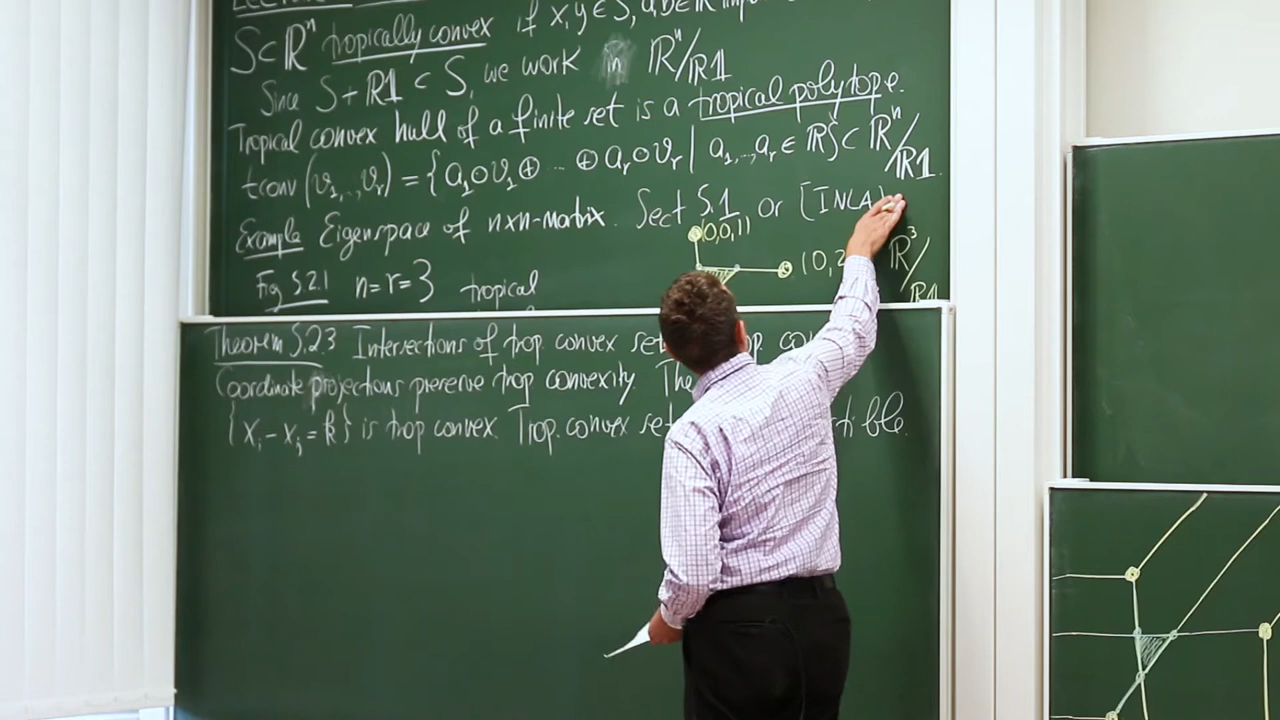 S⊂ℝⁿ tropically convex if x,y∈S, a,b∈ℝ
Since S+ℝ𝟙 ⊂ S, we work in ℝⁿ/ℝ𝟙
Tropical convex hull of a finite set is a tropical polytope.
tconv(v₁,..,vᵣ) = {a₁⊙v₁⊕ ... ⊕aᵣ⊙vᵣ | a₁,..,aᵣ∈ℝ}⊂ℝⁿ/ℝ𝟙.
Example Eigenspace of n×n-matrix. Sect 5.1 or [INLA]
(0,0,1)
Fig 5.2.1 n=r=3 tropical (0,2 ℝ³/ℝ𝟙
Theorem 5.2.3 Intersections of trop convex
Coordinate projections preserve trop convexity.
{xᵢ-xⱼ=k} is trop convex. Trop. convex